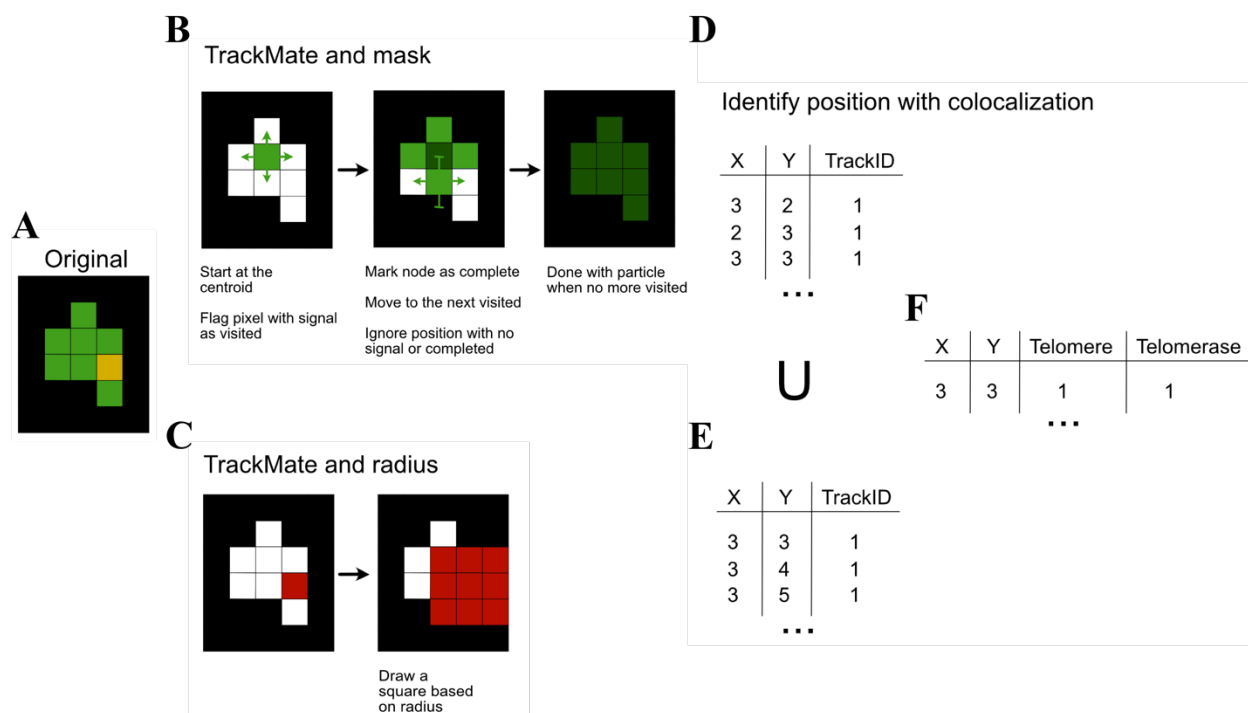 A
Original
B
TrackMate and mask
Start at the
centroid
Flag pixel with signal
as visited
Mark node as complete
Move to the next visited
Ignore position with no
signal or completed
Done with particle
when no more visited
C
TrackMate and radius
Draw a
square based
on radius
D
Identify position with colocalization
X Y TrackID
3 2 1
2 3 1
3 3 1
...
U
E
X Y TrackID
3 3 1
3 4 1
3 5 1
...
F
X Y Telomere Telomerase
3 3 1 1
...